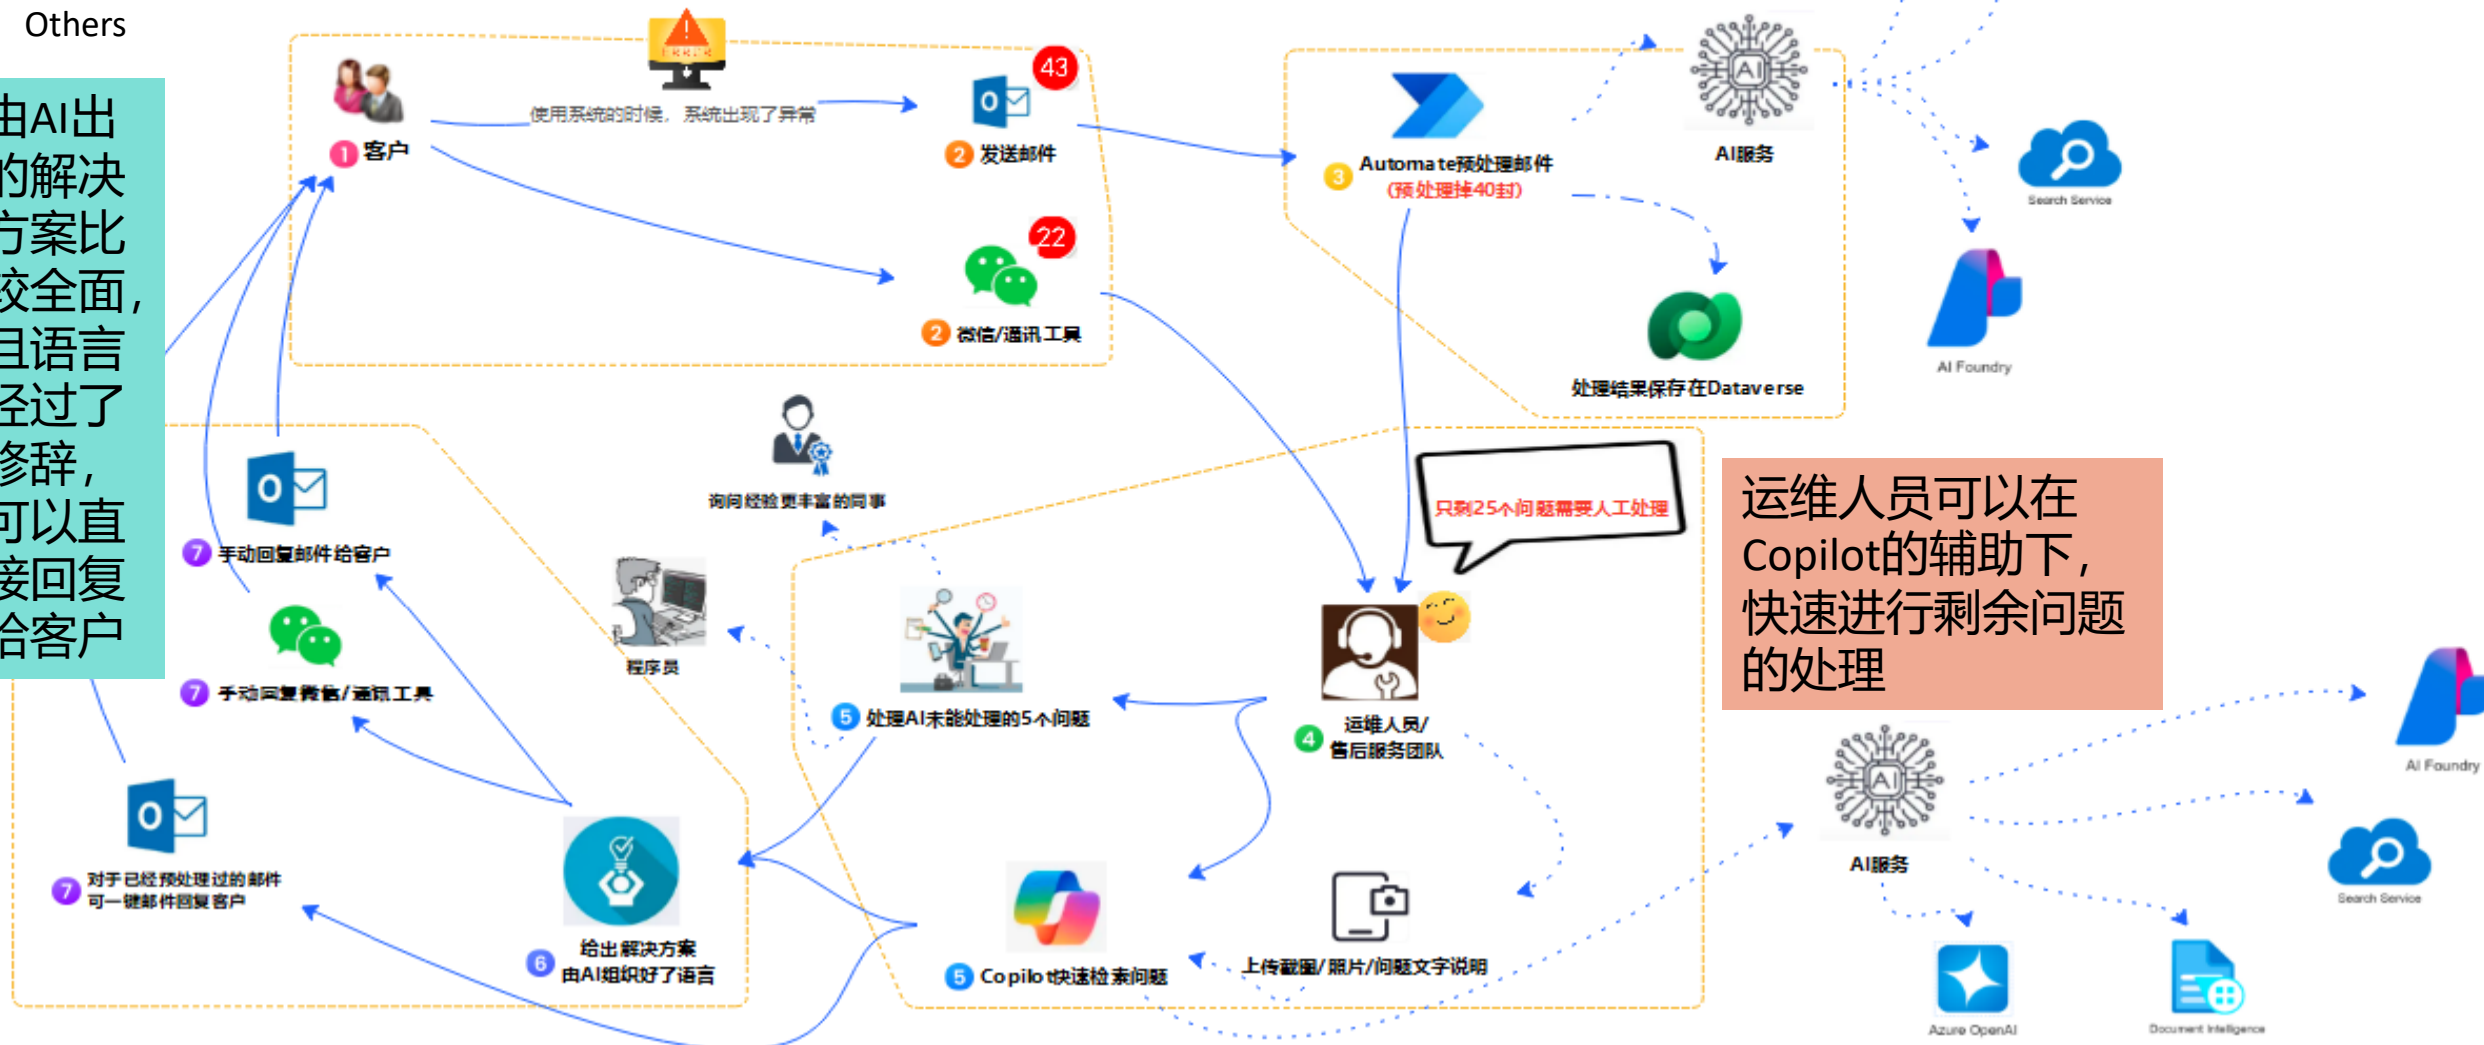 Others
由AI出
的解决
方案比
较全面，
且语言
经过了
修辞，
可以直
接回复
给客户
使用系统的时候，系统出现了异常
1 客户
43
2 发送邮件
22
2 微信/通讯工具
3 Automate预处理邮件
(预处理掉40封)
AI服务
Search Service
AI Foundry
处理结果保存在Dataverse
询问经验更丰富的同事
程序员
只剩25个问题需要人工处理
运维人员可以在
Copilot的辅助下，
快速进行剩余问题
的处理
4 运维人员/
售后服务团队
5 处理AI未能处理的5个问题
5 Copilot快速检索问题
上传截图/照片/问题文字说明
AI服务
AI Foundry
Search Service
Azure OpenAI
Document Intelligence
6 给出解决方案
由AI组织好了语言
7 手动回复邮件给客户
7 手动回复微信/通讯工具
7 对于已经预处理过的邮件
可一键邮件回复客户